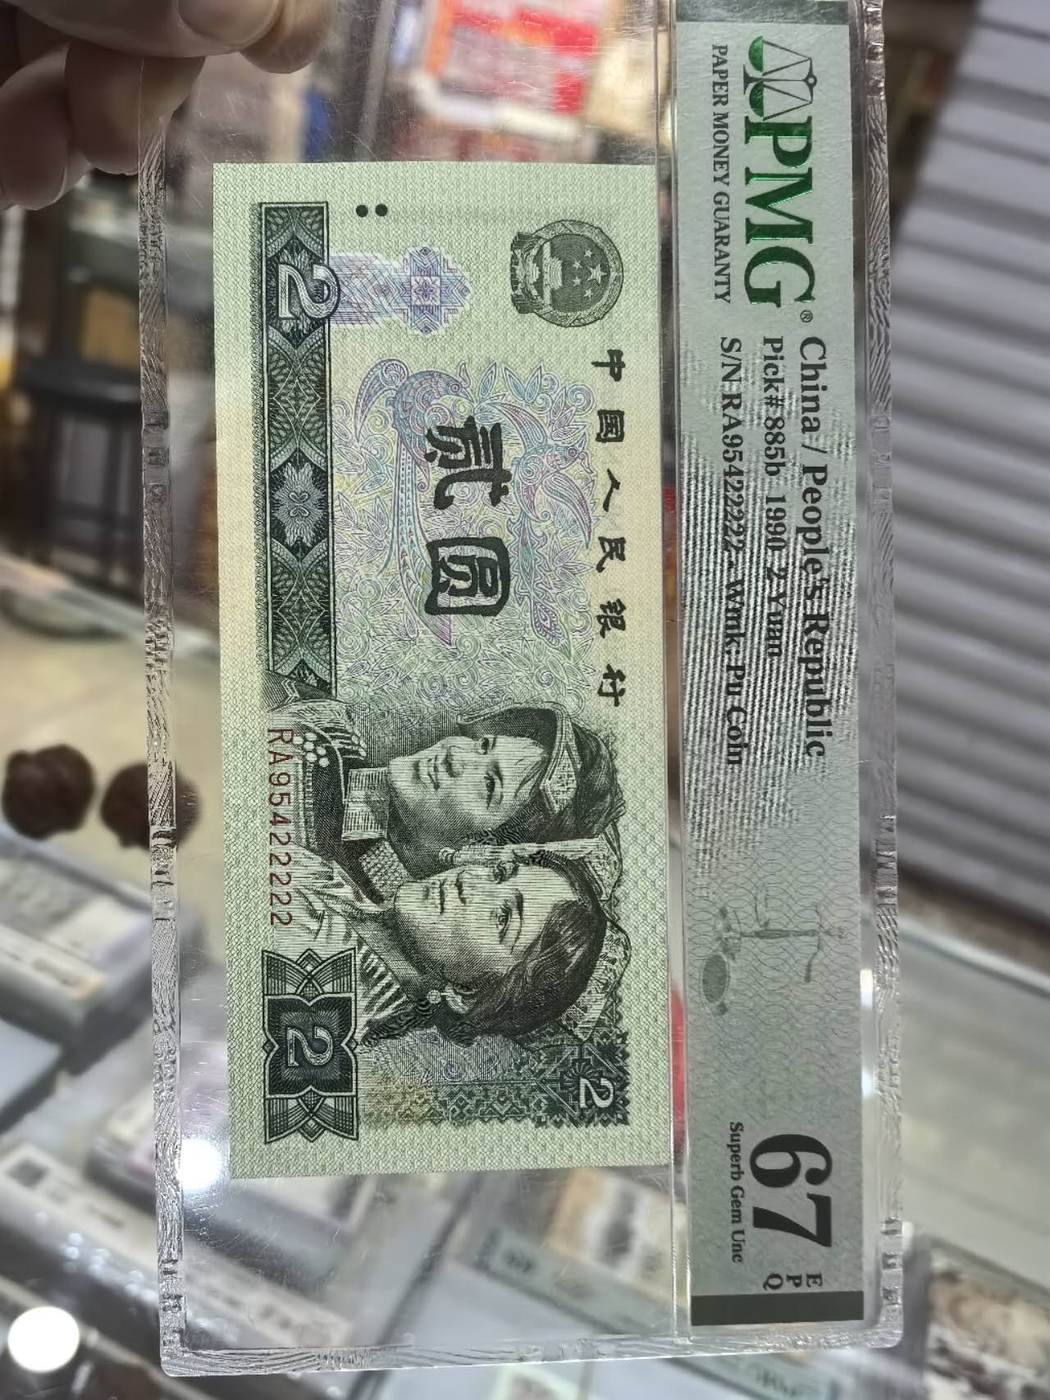 PMG®
PAPER MONEY GUARANTY
China / People's Republic
Pick# 885b 1990 2 Yuan
S/N RA95422222 - Wmk: Pu Coin
67
EPQ
Superb Gem Unc
中国人民银行
2
贰圆
RA95422222
2
2